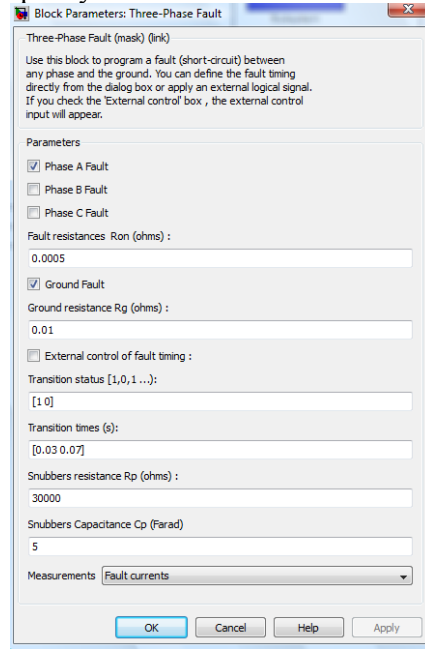 Block Parameters: Three-Phase Fault
Three-Phase Fault (mask) (link)
Use this block to program a fault (short-circuit) between
any phase and the ground. You can define the fault timing
directly from the dialog box or apply an external logical signal.
If you check the 'External control' box , the external control
input will appear.
Parameters
Phase A Fault
Phase B Fault
Phase C Fault
Fault resistances Ron (ohms) :
0.0005
Ground Fault
Ground resistance Rg (ohms) :
0.01
External control of fault timing :
Transition status [1,0,1 ...):
[1 0]
Transition times (s):
[0.03 0.07]
Snubbers resistance Rp (ohms) :
30000
Snubbers Capacitance Cp (Farad)
5
Measurements Fault currents
OK Cancel Help Apply